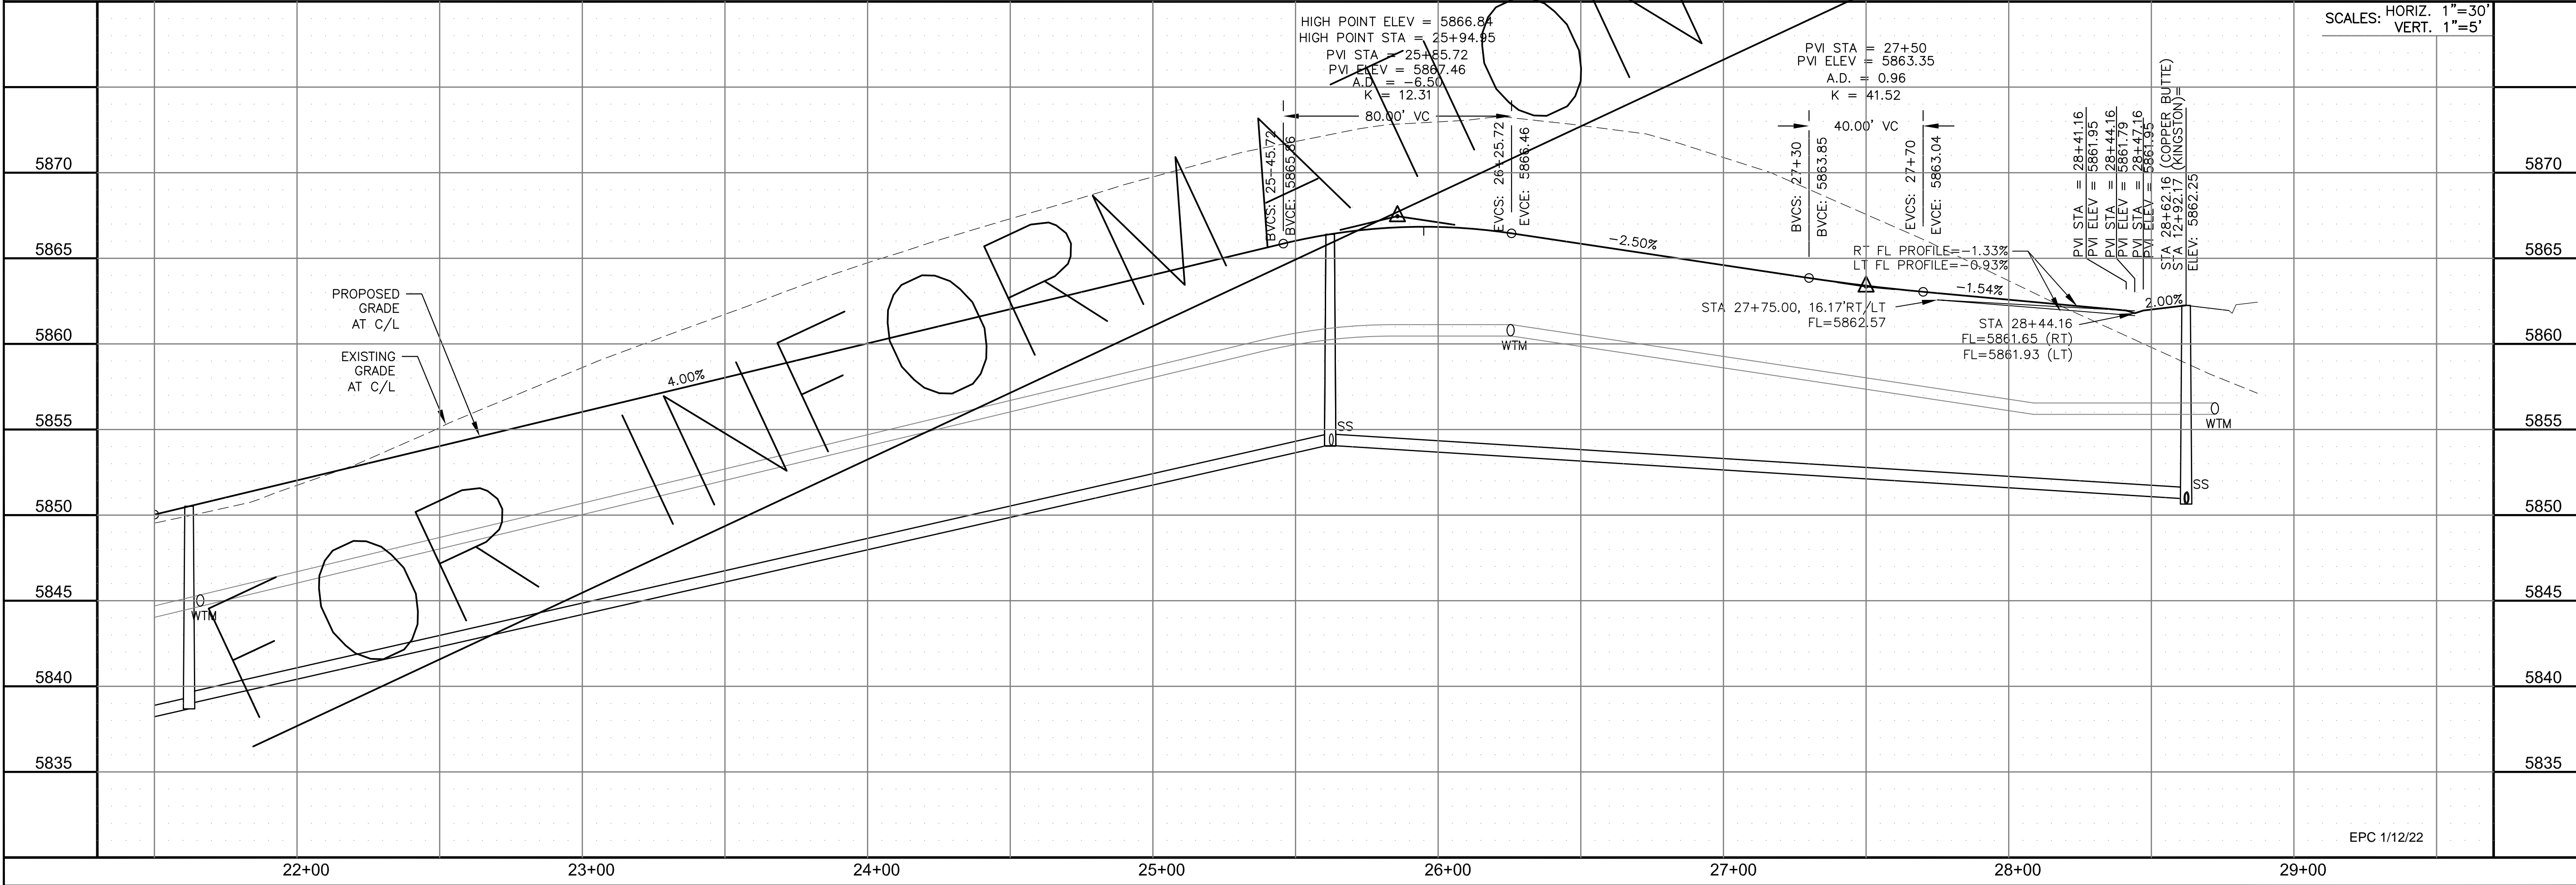 SCALES: HORIZ. 1"=30'
VERT. 1"=5'
HIGH POINT ELEV = 5866.84
HIGH POINT STA = 25+94.95
PVI STA = 25+85.72
PVI ELEV = 5867.46
A.D. = -6.50
K = 12.31
80.00' VC
BVCS: 25+45.72
BVCE: 5865.86
EVCS: 26+25.72
EVCE: 5866.46
PVI STA = 27+50
PVI ELEV = 5863.35
A.D. = 0.96
K = 41.52
40.00' VC
BVCS: 27+30
BVCE: 5863.85
EVCS: 27+70
EVCE: 5863.04
PVI STA = 28+41.16
PVI ELEV = 5861.95
PVI STA = 28+44.16
PVI ELEV = 5861.79
PVI STA = 28+47.16
PVI ELEV = 5861.95
STA 28+62.16 (COPPER BUTTE)
STA 12+92.17 (KINGSTON)=
ELEV: 5862.25
5870
5870
5865
5865
5860
5860
5855
5855
5850
5850
5845
5845
5840
5840
5835
5835
PROPOSED
GRADE
AT C/L
EXISTING
GRADE
AT C/L
4.00%
-2.50%
-1.54%
2.00%
RT FL PROFILE=-1.33%
LT FL PROFILE=-0.93%
STA 27+75.00, 16.17'RT/LT
FL=5862.57
STA 28+44.16
FL=5861.65 (RT)
FL=5861.93 (LT)
WTM
WTM
WTM
SS
SS
FOR INFORMATION
EPC 1/12/22
22+00
23+00
24+00
25+00
26+00
27+00
28+00
29+00